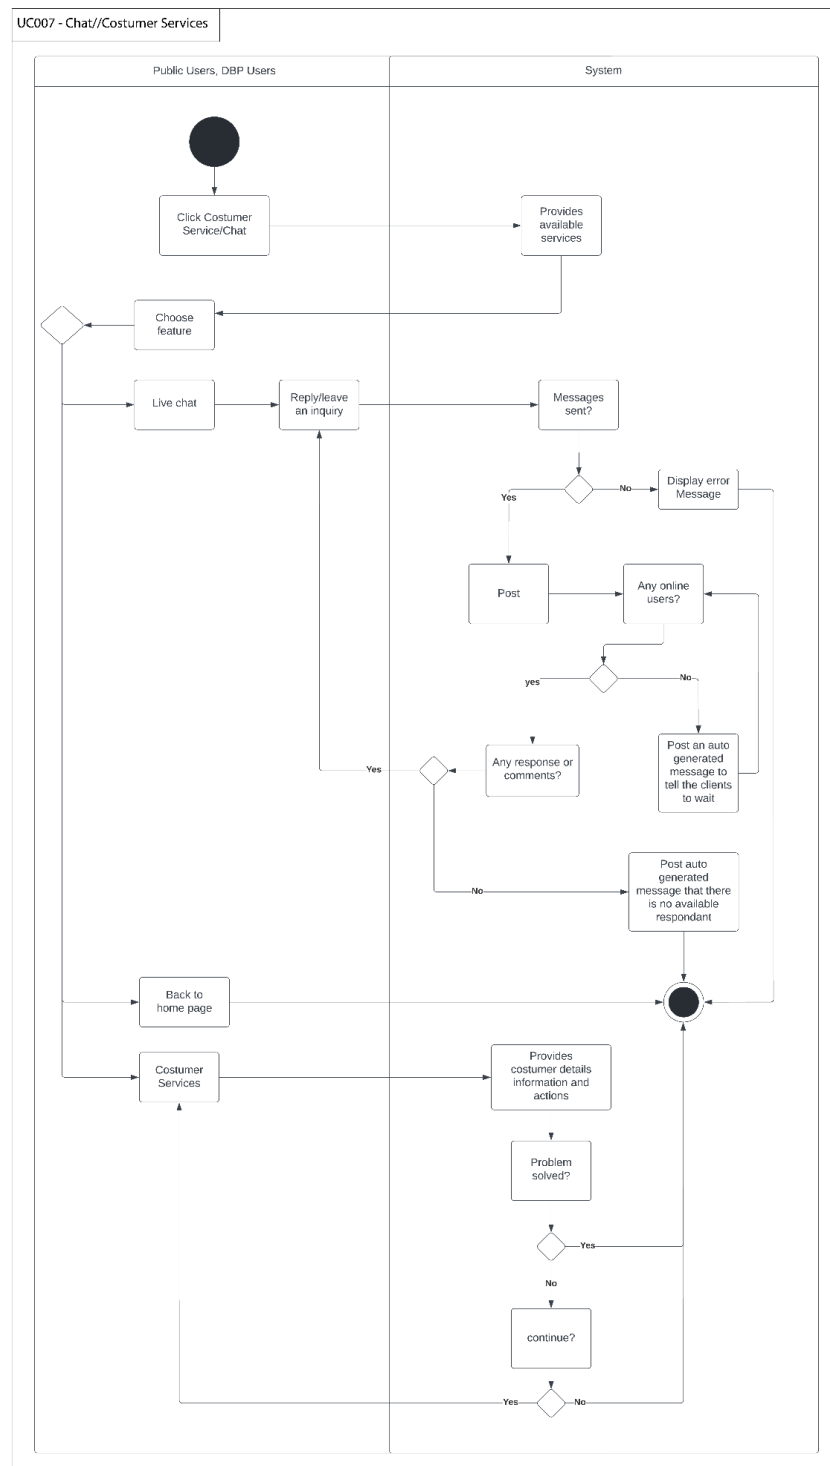 UC007 - Chat//Costumer Services
Public Users, DBP Users
System
Click Costumer
Service/Chat
Provides
available
services
Choose
feature
Live chat
Reply/leave
an inquiry
Messages
sent?
Yes
No
Display error
Message
Post
Any online
users?
yes
No
Post an auto
generated
message to
tell the clients
to wait
Any response or
comments?
Yes
No
Post auto
generated
message that there
is no available
respondant
Back to
home page
Costumer
Services
Provides
costumer details
information and
actions
Problem
solved?
Yes
No
continue?
Yes
No